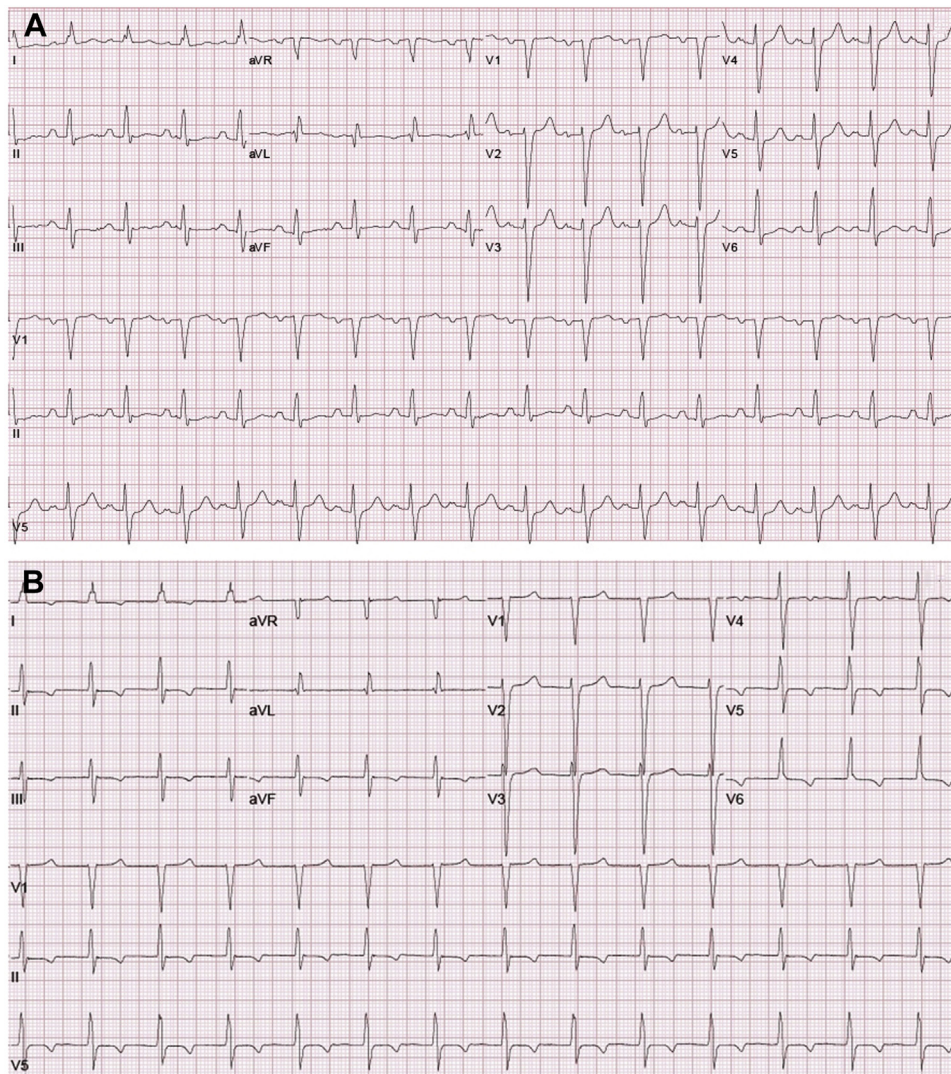 A
I aVR V1 V4
II aVL V2 V5
III aVF V3 V6
V1
II
V5
B
I aVR V1 V4
II aVL V2 V5
III aVF V3 V6
V1
II
V5